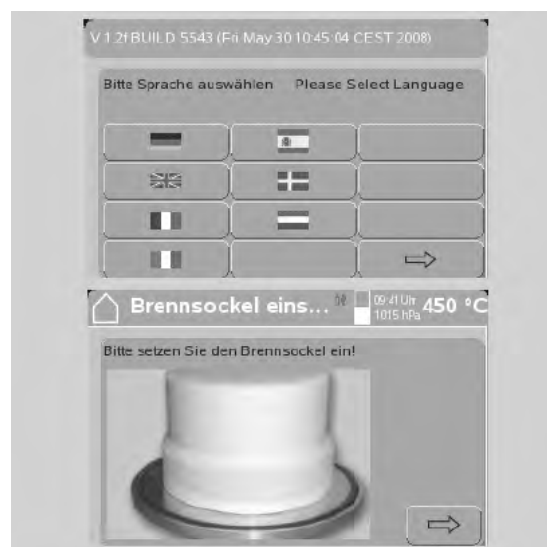 V 1.2f BUILD 5543 (Fri May 30 10:45:04 CEST 2008)
Bitte Sprache auswählen Please Select Language
Brennsockel eins... 09:41 Uhr 450 °C
1015 hPa
Bitte setzen Sie den Brennsockel ein!